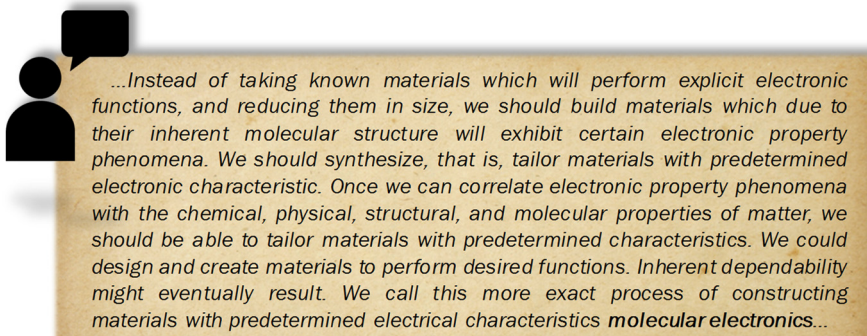 ...Instead of taking known materials which will perform explicit electronic
functions, and reducing them in size, we should build materials which due to
their inherent molecular structure will exhibit certain electronic property
phenomena. We should synthesize, that is, tailor materials with predetermined
electronic characteristic. Once we can correlate electronic property phenomena
with the chemical, physical, structural, and molecular properties of matter, we
should be able to tailor materials with predetermined characteristics. We could
design and create materials to perform desired functions. Inherent dependability
might eventually result. We call this more exact process of constructing
materials with predetermined electrical characteristics molecular electronics...